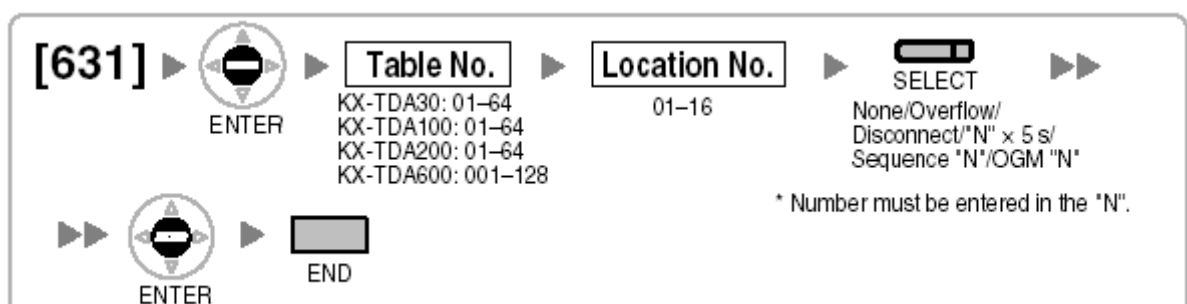 [631]
ENTER
Table No.
KX-TDA30: 01–64
KX-TDA100: 01–64
KX-TDA200: 01–64
KX-TDA600: 001–128
Location No.
01–16
SELECT
None/Overflow/
Disconnect/"N" × 5 s/
Sequence "N"/OGM "N"
* Number must be entered in the "N".
ENTER
END